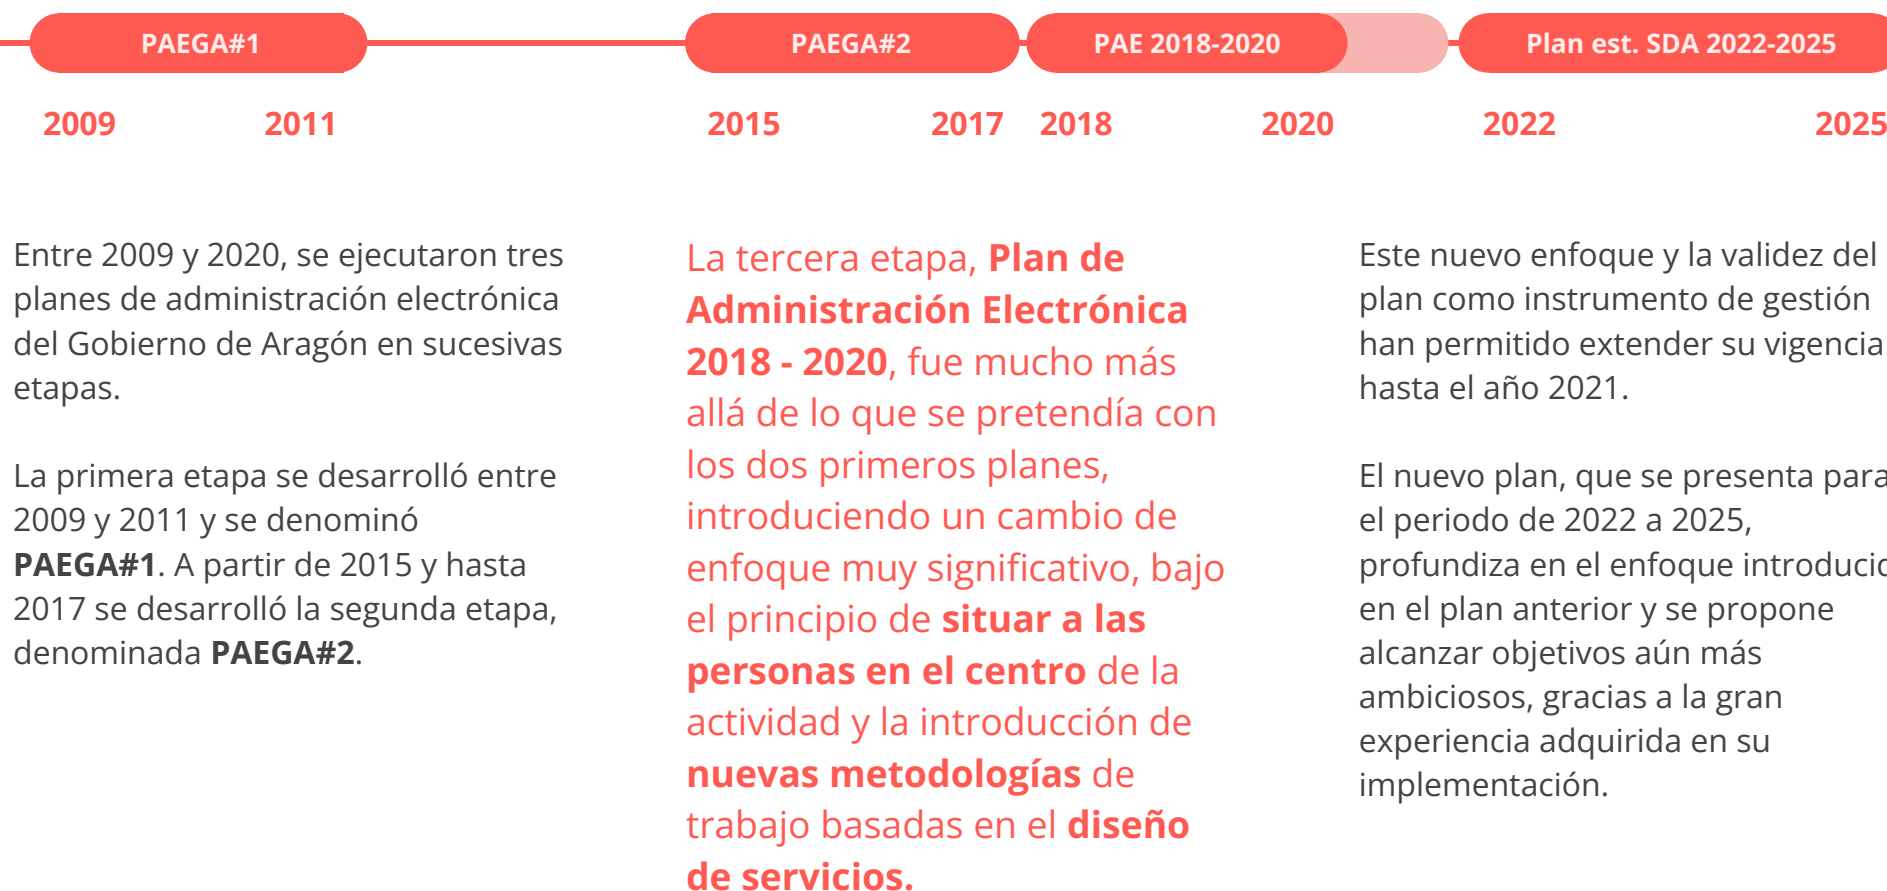 PAEGA#1
PAEGA#2
PAE 2018-2020
Plan est. SDA 2022-2025
2009
2011
2015
2017
2018
2020
2022
2025
Entre 2009 y 2020, se ejecutaron tres
planes de administración electrónica
del Gobierno de Aragón en sucesivas
etapas.
La primera etapa se desarrolló entre
2009 y 2011 y se denominó
PAEGA#1. A partir de 2015 y hasta
2017 se desarrolló la segunda etapa,
denominada PAEGA#2.
La tercera etapa, Plan de
Administración Electrónica
2018 - 2020, fue mucho más
allá de lo que se pretendía con
los dos primeros planes,
introduciendo un cambio de
enfoque muy significativo, bajo
el principio de situar a las
personas en el centro de la
actividad y la introducción de
nuevas metodologías de
trabajo basadas en el diseño
de servicios.
Este nuevo enfoque y la validez del
plan como instrumento de gestión
han permitido extender su vigencia
hasta el año 2021.
El nuevo plan, que se presenta para
el periodo de 2022 a 2025,
profundiza en el enfoque
en el plan anterior y se propone
alcanzar objetivos aún más
ambiciosos, gracias a la gran
experiencia adquirida en su
implementación.